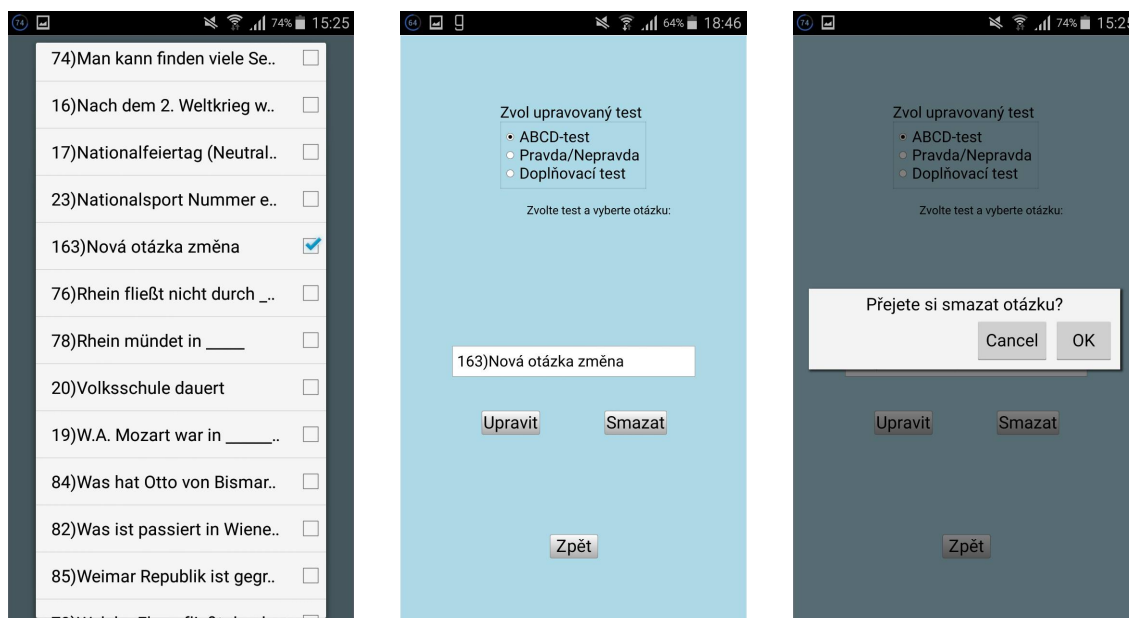 74
74% 15:25
74)Man kann finden viele Se..
16)Nach dem 2. Weltkrieg w..
17)Nationalfeiertag (Neutral..
23)Nationalsport Nummer e..
163)Nová otázka změna
76)Rhein fließt nicht durch _..
78)Rhein mündet in _____
20)Volksschule dauert
19)W.A. Mozart war in ______..
84)Was hat Otto von Bismar..
82)Was ist passiert in Wiene..
85)Weimar Republik ist gegr..
64
64% 18:46
Zvol upravovaný test
ABCD-test
Pravda/Nepravda
Doplňovací test
Zvolte test a vyberte otázku:
163)Nová otázka změna
Upravit Smazat
Zpět
74
74% 15:25
Zvol upravovaný test
ABCD-test
Pravda/Nepravda
Doplňovací test
Zvolte test a vyberte otázku:
Přejete si smazat otázku?
Cancel OK
Upravit Smazat
Zpět